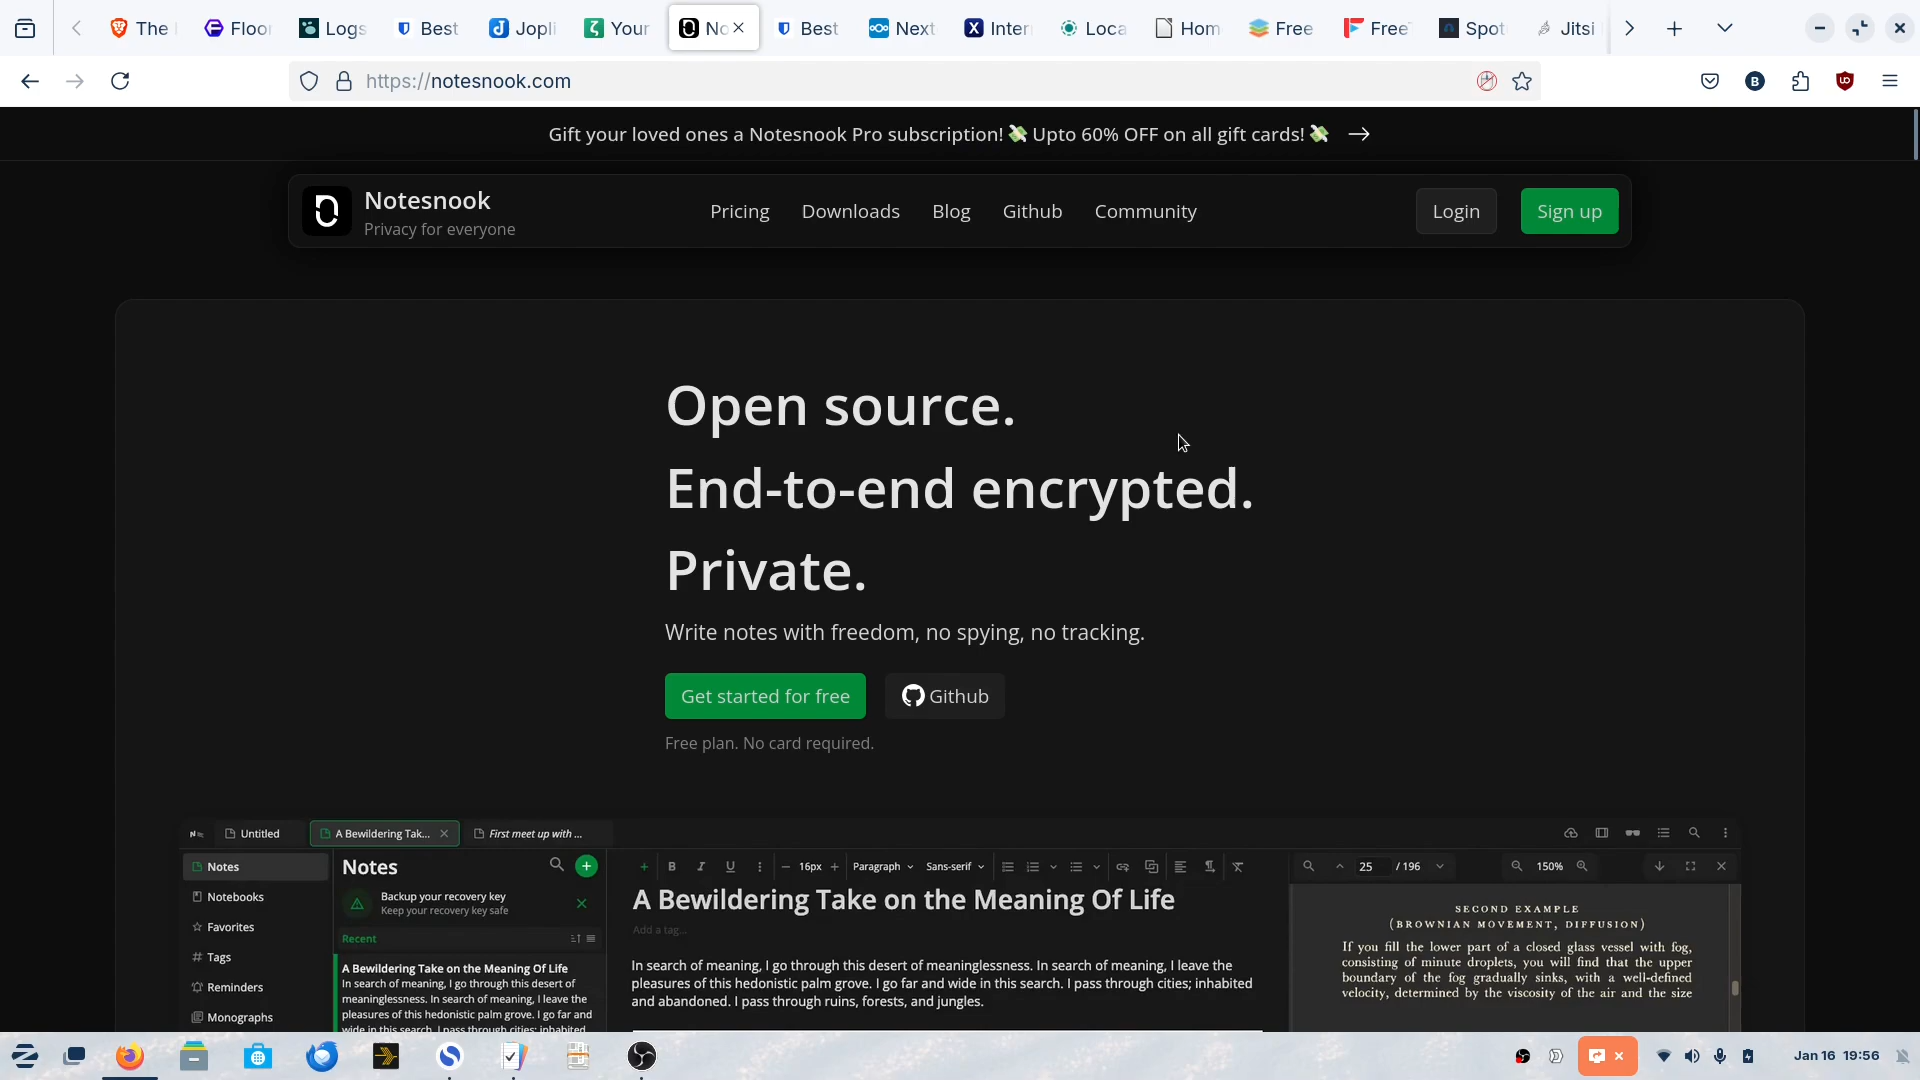 The
Floor
Logs
Best
Jopli
Your
No
Best
Next
Inter
Loca
Hom
Free
Free
Spot
Jitsi
https://notesnook.com
B
Gift your loved ones a Notesnook Pro subscription! 💸 Upto 60% OFF on all gift cards! 💸 →
Notesnook
Privacy for everyone
Pricing
Downloads
Blog
Github
Community
Login
Sign up
Open source.
End-to-end encrypted.
Private.
Write notes with freedom, no spying, no tracking.
Get started for free
Github
Free plan. No card required.
Untitled
A Bewildering Tak...
First meet up with ...
Notes
Notebooks
Favorites
Tags
Reminders
Monographs
Notes
Backup your recovery key
Keep your recovery key safe
Recent
A Bewildering Take on the Meaning Of Life
In search of meaning, I go through this desert of
meaninglessness. In search of meaning, I leave the
pleasures of this hedonistic palm grove. I go far and
wide in this search. I pass through cities; inhabited
B I U 16px Paragraph Sans-serif
A Bewildering Take on the Meaning Of Life
Add a tag...
In search of meaning, I go through this desert of meaninglessness. In search of meaning, I leave the
pleasures of this hedonistic palm grove. I go far and wide in this search. I pass through cities; inhabited
and abandoned. I pass through ruins, forests, and jungles.
25 / 196
150%
SECOND EXAMPLE
(BROWNIAN MOVEMENT, DIFFUSION)
If you fill the lower part of a closed glass vessel with fog,
consisting of minute droplets, you will find that the upper
boundary of the fog gradually sinks, with a well-defined
velocity, determined by the viscosity of the air and the size
Jan 16 19:56